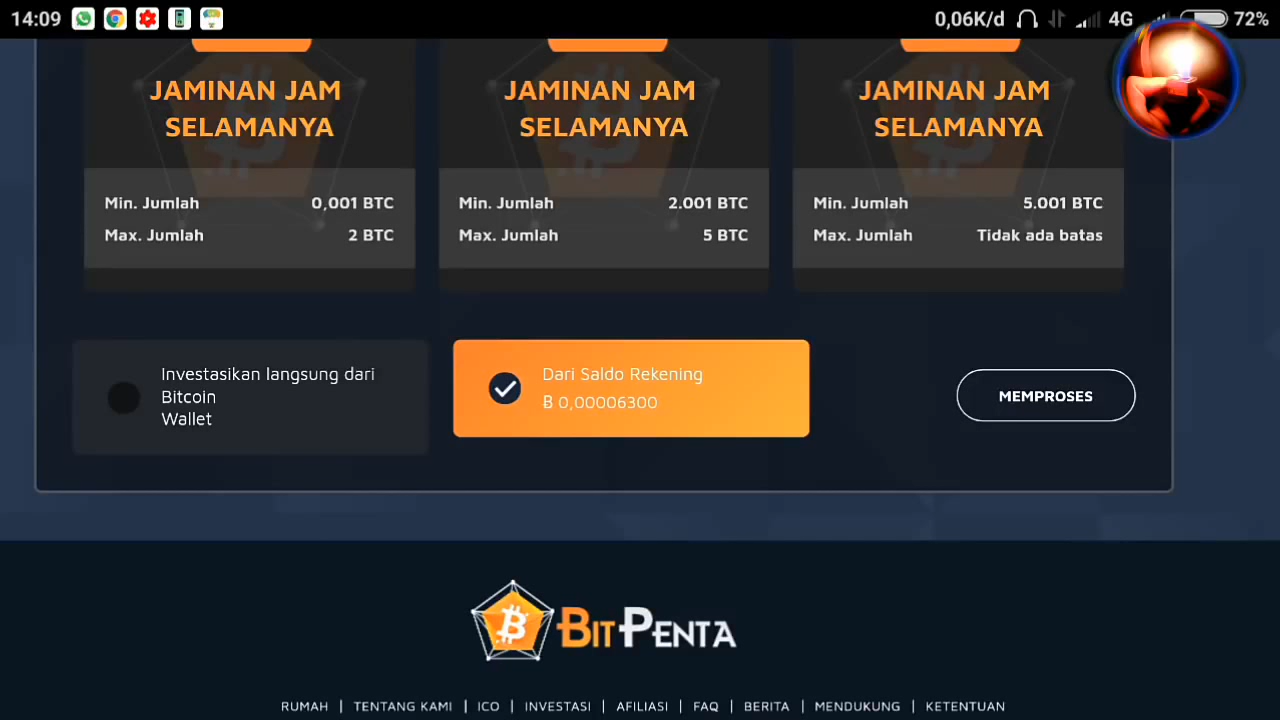 14:09 0,06K/d 4G 72%
JAMINAN JAM SELAMANYA
Min. Jumlah 0,001 BTC
Max. Jumlah 2 BTC
JAMINAN JAM SELAMANYA
Min. Jumlah 2.001 BTC
Max. Jumlah 5 BTC
JAMINAN JAM SELAMANYA
Min. Jumlah 5.001 BTC
Max. Jumlah Tidak ada batas
Investasikan langsung dari
Bitcoin
Wallet
Dari Saldo Rekening
Ƀ 0,00006300
MEMPROSES
BITPENTA
RUMAH | TENTANG KAMI | ICO | INVESTASI | AFILIASI | FAQ | BERITA | MENDUKUNG | KETENTUAN